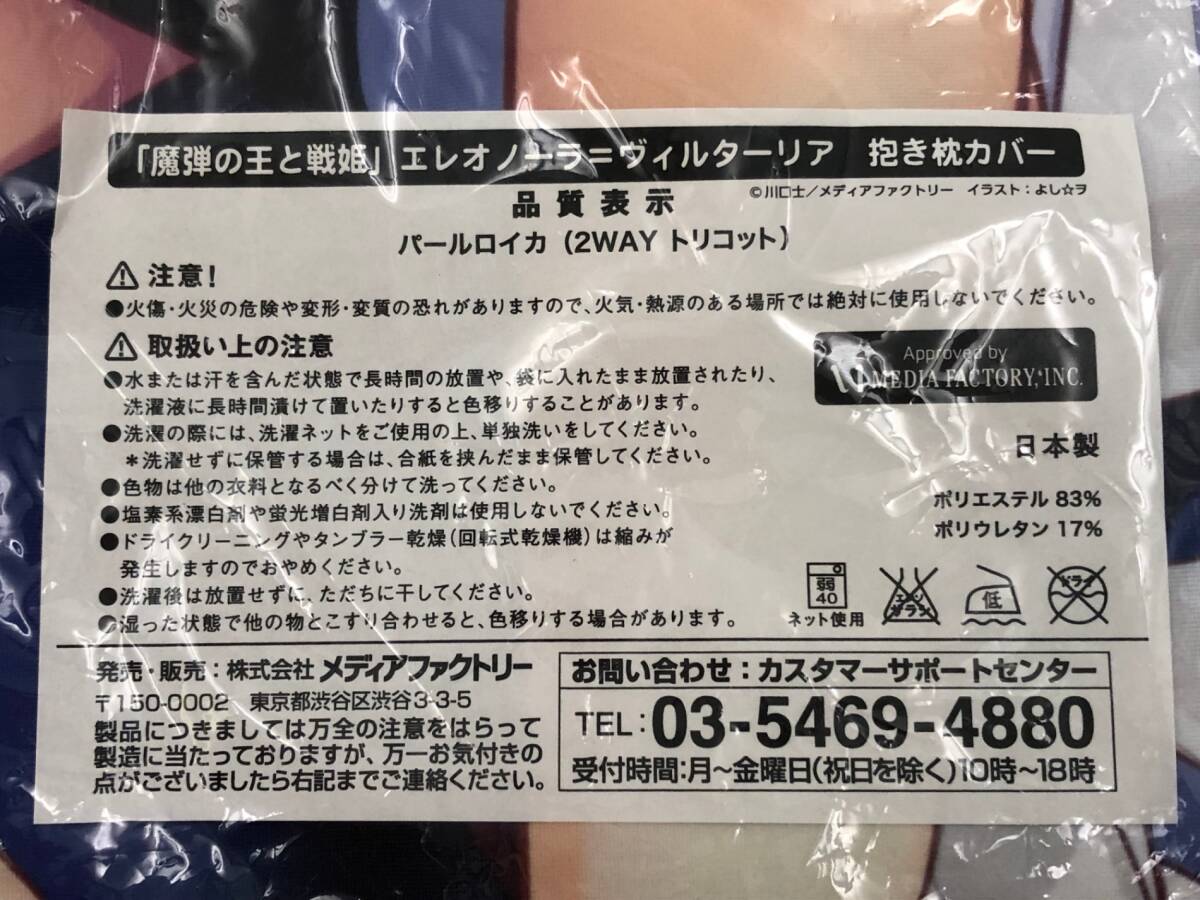 「魔弾の王と戦姫」エレオノーラ=ヴィルターリア 抱き枕カバー
©川口士/メディアファクトリー イラスト:よし☆ヲ
品質表示
パールロイカ(2WAY トリコット)
⚠注意!
●火傷・火災の危険や変形・変質の恐れがありますので、火気・熱源のある場所では絶対に使用しないでください。
⚠取扱い上の注意
●水または汗を含んだ状態で長時間の放置や、袋に入れたまま放置されたり、
洗濯液に長時間漬けて置いたりすると色移りすることがあります。
●洗濯の際には、洗濯ネットをご使用の上、単独洗いをしてください。
*洗濯せずに保管する場合は、合紙を挟んだまま保管してください。
●色物は他の衣料となるべく分けて洗ってください。
●塩素系漂白剤や蛍光増白剤入り洗剤は使用しないでください。
●ドライクリーニングやタンブラー乾燥(回転式乾燥機)は縮みが
発生しますのでおやめください。
●洗濯後は放置せずに、ただちに干してください。
●湿った状態で他の物とこすり合わせると、色移りする場合があります。
Approved by
MEDIA FACTORY, INC.
日本製
ポリエステル 83%
ポリウレタン 17%
弱
40
ネット使用
エンソ
サラシ
低
ドライ
発売・販売:株式会社 メディアファクトリー
〒150-0002 東京都渋谷区渋谷3-3-5
製品につきましては万全の注意をはらって
製造に当たっておりますが、万一お気付きの
点がございましたら右記までご連絡ください。
お問い合わせ:カスタマーサポートセンター
TEL:03-5469-4880
受付時間:月~金曜日(祝日を除く)10時~18時